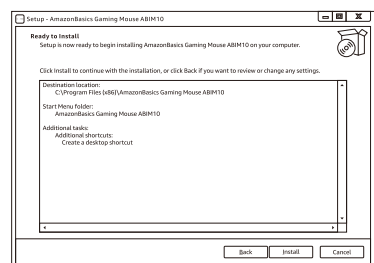 Setup - AmazonBasics Gaming Mouse ABIM10
Ready to Install
Setup is now ready to begin installing AmazonBasics Gaming Mouse ABIM10 on your computer.
Click Install to continue with the installation, or click Back if you want to review or change any settings.
Destination location:
C:\Program Files (x86)\AmazonBasics Gaming Mouse ABIM10
Start Menu folder:
AmazonBasics Gaming Mouse ABIM10
Additional tasks:
Additional shortcuts:
Create a desktop shortcut
Back Install Cancel